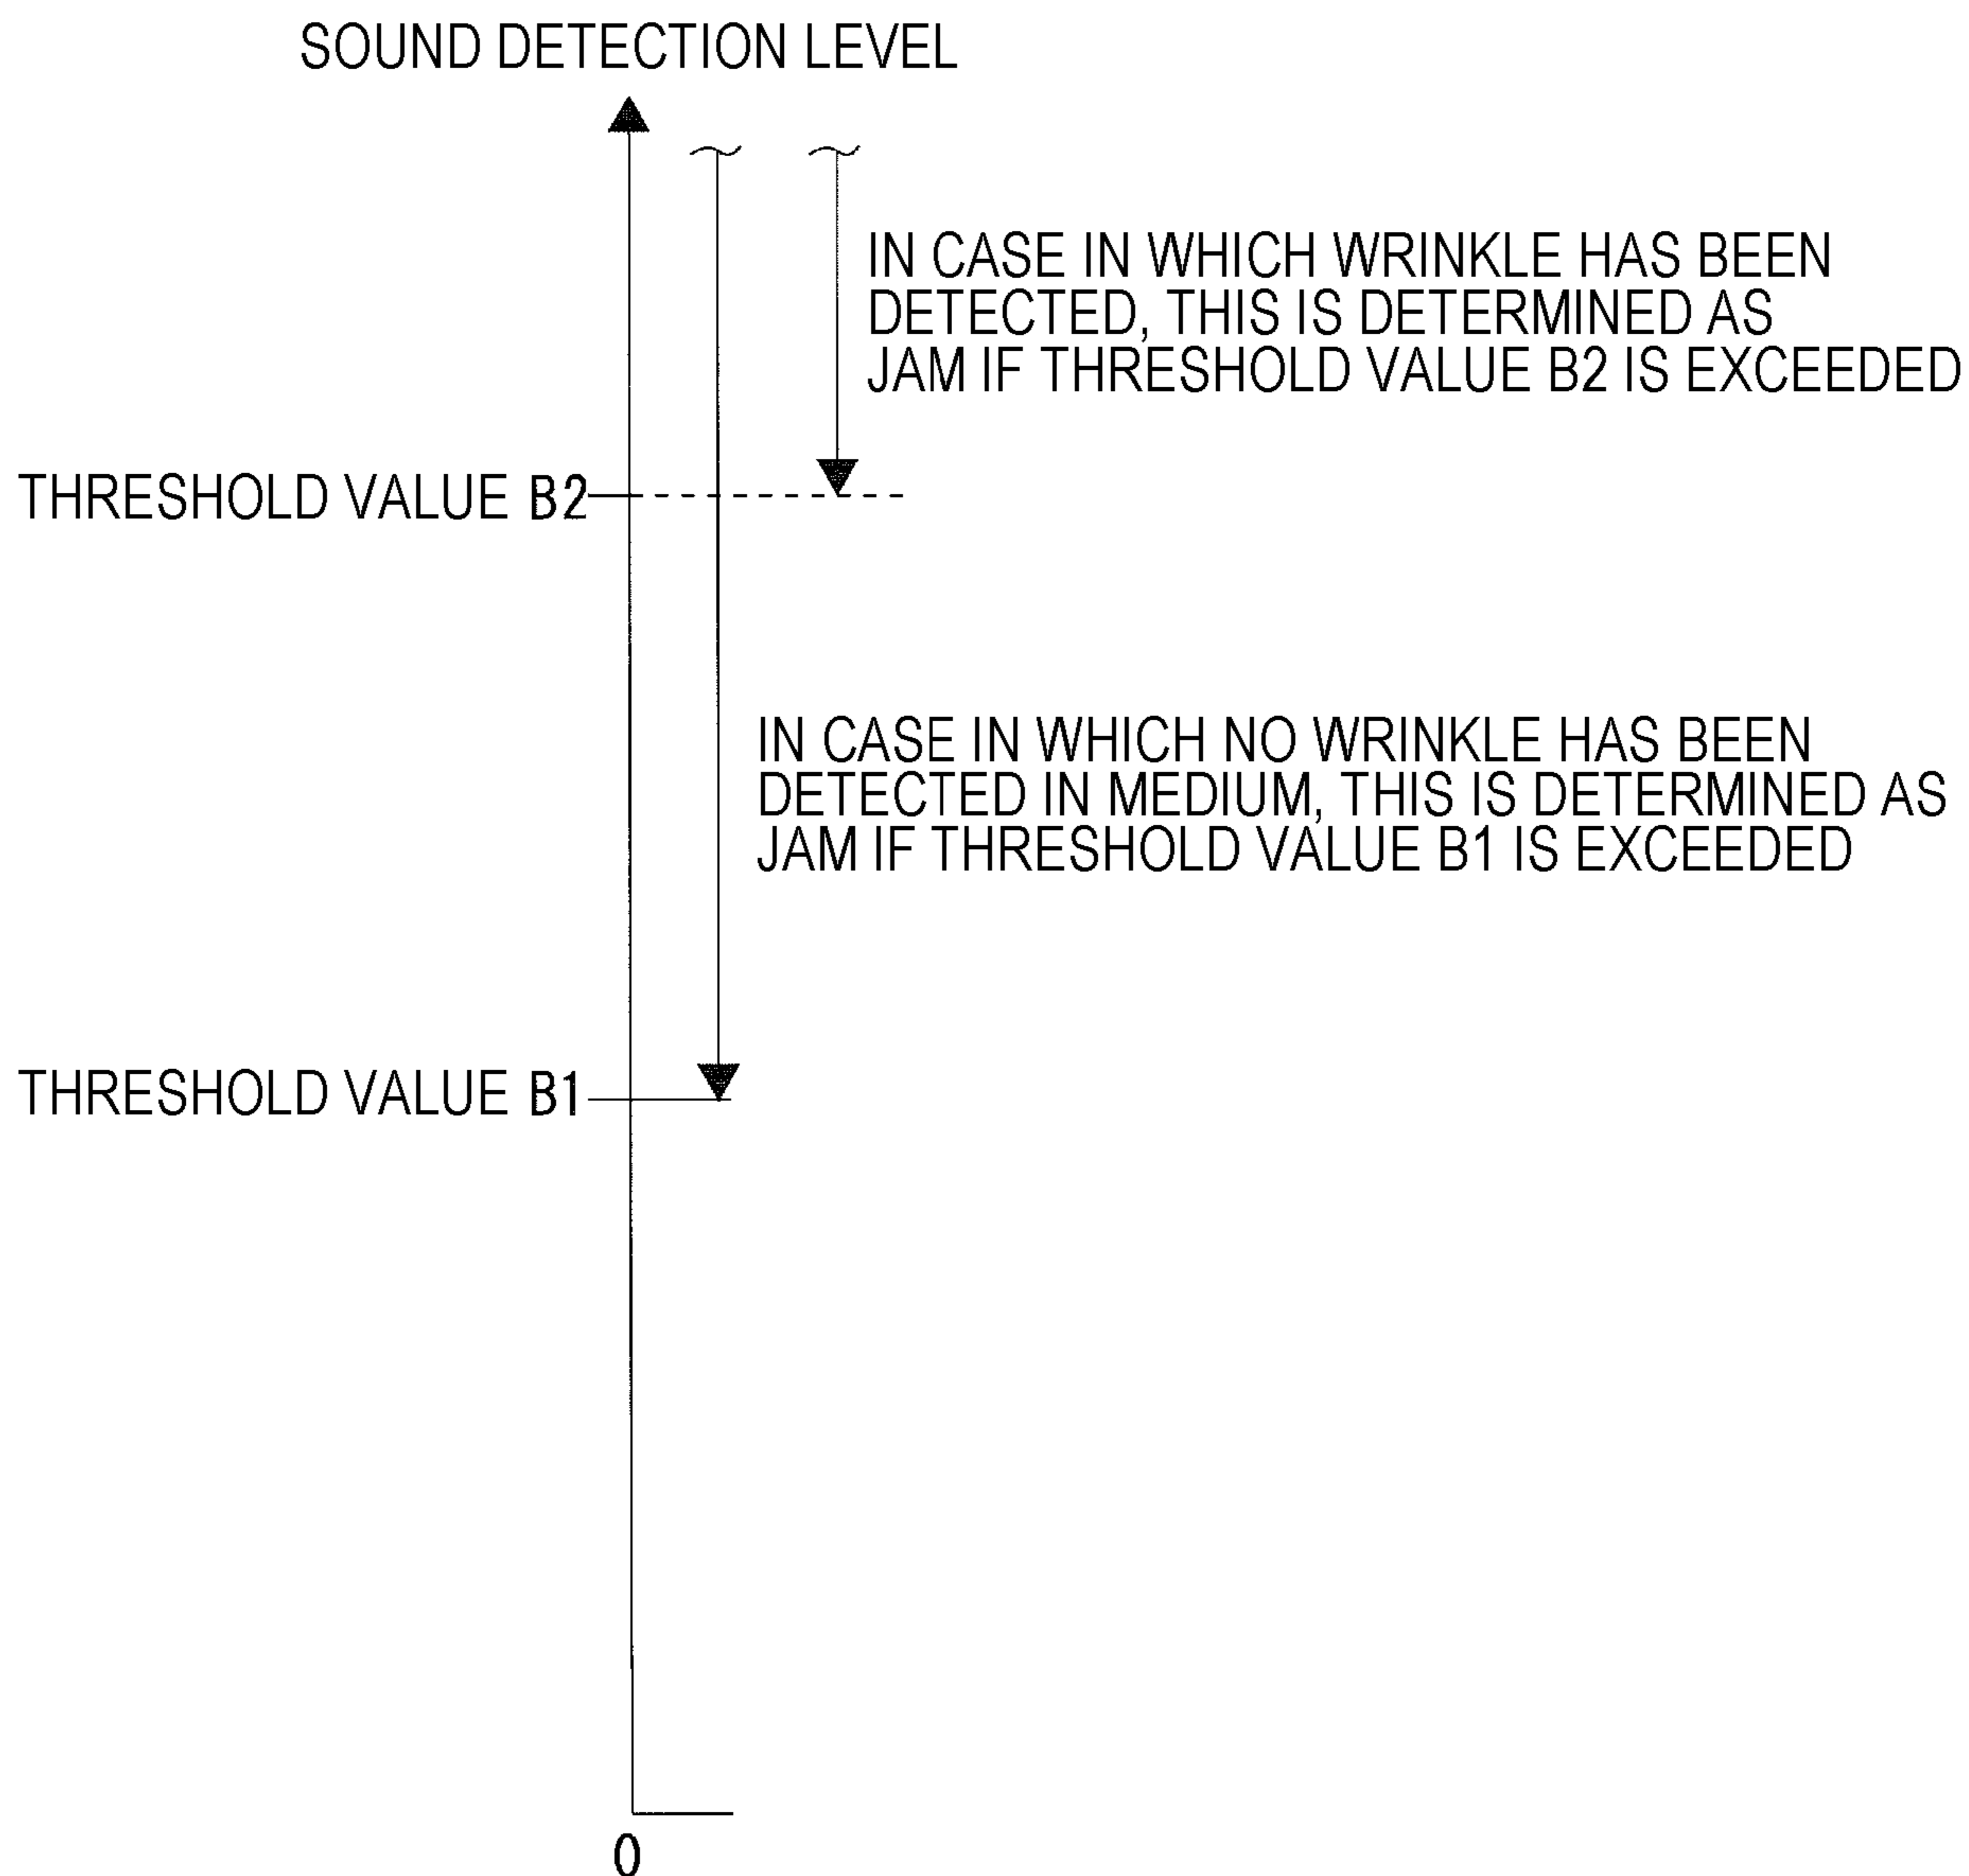 SOUND DETECTION LEVEL
IN CASE IN WHICH WRINKLE HAS BEEN
DETECTED, THIS IS DETERMINED AS
JAM IF THRESHOLD VALUE B2 IS EXCEEDED
THRESHOLD VALUE B2
IN CASE IN WHICH NO WRINKLE HAS BEEN
DETECTED IN MEDIUM, THIS IS DETERMINED AS
JAM IF THRESHOLD VALUE B1 IS EXCEEDED
THRESHOLD VALUE B1
0